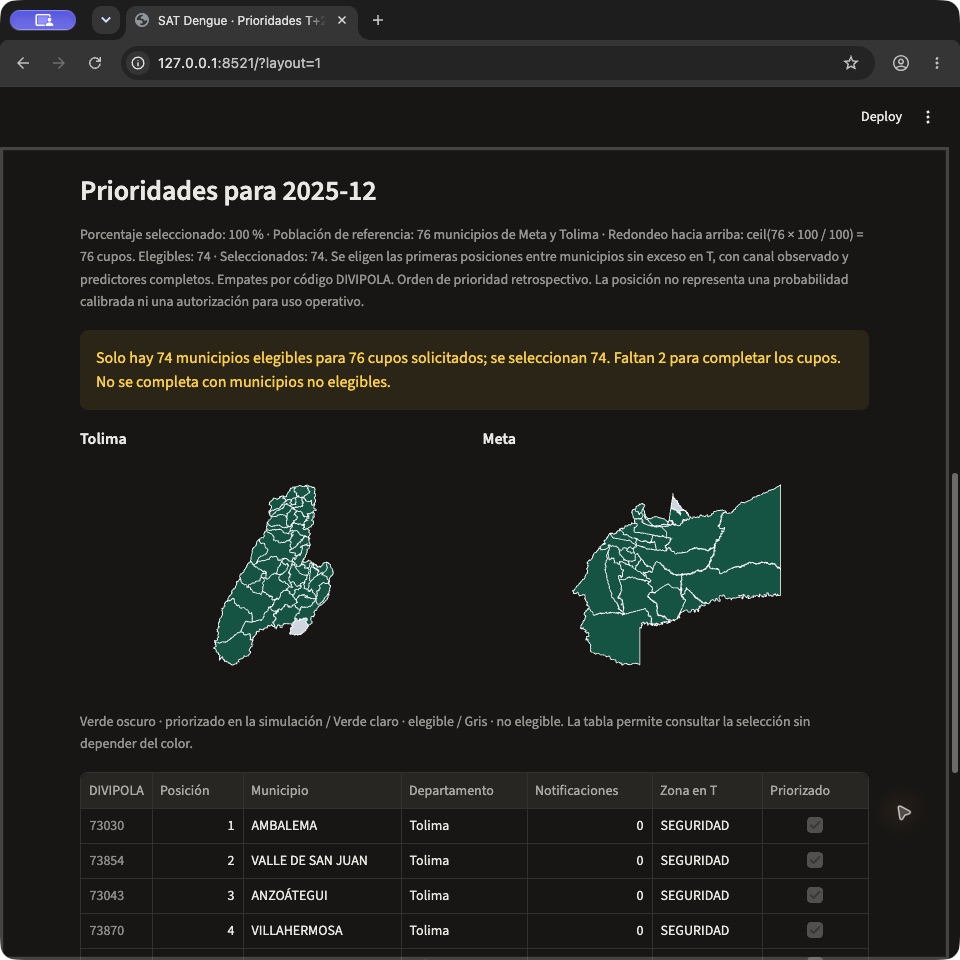 SAT Dengue · Prioridades T+
127.0.0.1:8521/?layout=1
Deploy
Prioridades para 2025-12
Porcentaje seleccionado: 100 % · Población de referencia: 76 municipios de Meta y Tolima · Redondeo hacia arriba: ceil(76 × 100 / 100) =
76 cupos. Elegibles: 74 · Seleccionados: 74. Se eligen las primeras posiciones entre municipios sin exceso en T, con canal observado y
predictores completos. Empates por código DIVIPOLA. Orden de prioridad retrospectivo. La posición no representa una probabilidad
calibrada ni una autorización para uso operativo.
Solo hay 74 municipios elegibles para 76 cupos solicitados; se seleccionan 74. Faltan 2 para completar los cupos.
No se completa con municipios no elegibles.
Tolima Meta
Verde oscuro · priorizado en la simulación / Verde claro · elegible / Gris · no elegible. La tabla permite consultar la selección sin
depender del color.
DIVIPOLA Posición Municipio Departamento Notificaciones Zona en T Priorizado
73030 1 AMBALEMA Tolima 0 SEGURIDAD
73854 2 VALLE DE SAN JUAN Tolima 0 SEGURIDAD
73043 3 ANZOÁTEGUI Tolima 0 SEGURIDAD
73870 4 VILLAHERMOSA Tolima 0 SEGURIDAD